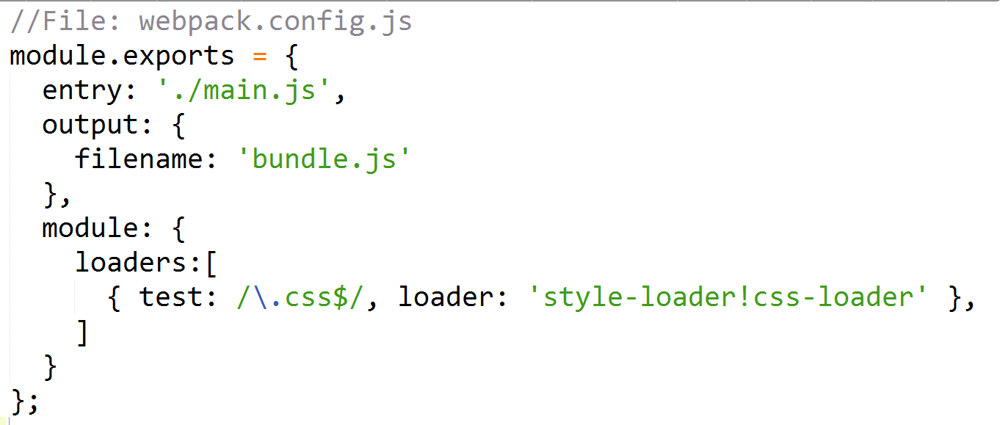 //File: webpack.config.js
module.exports = {
  entry: './main.js',
  output: {
    filename: 'bundle.js'
  },
  module: {
    loaders:[
      { test: /\.css$/, loader: 'style-loader!css-loader' },
    ]
  }
};